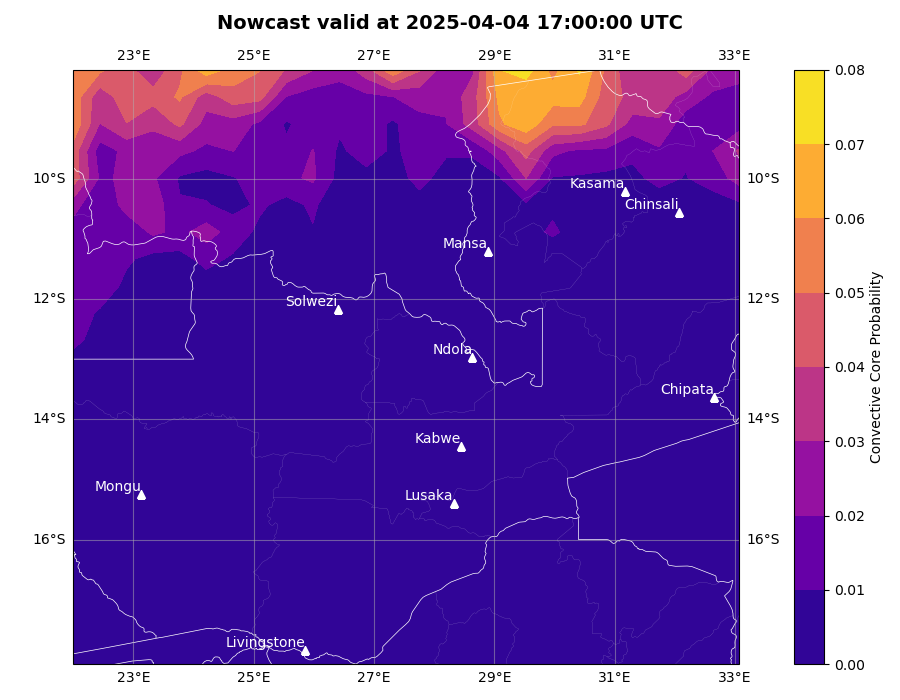 Nowcast valid at 2025-04-04 17:00:00 UTC
23°E 25°E 27°E 29°E 31°E 33°E
0.08
0.07
0.06
0.05
0.04
0.03
0.02
0.01
0.00
Convective Core Probability
10°S 10°S
12°S 12°S
14°S 14°S
16°S 16°S
Kasama
Chinsali
Mansa
Solwezi
Ndola
Chipata
Kabwe
Mongu
Lusaka
Livingstone
23°E 25°E 27°E 29°E 31°E 33°E